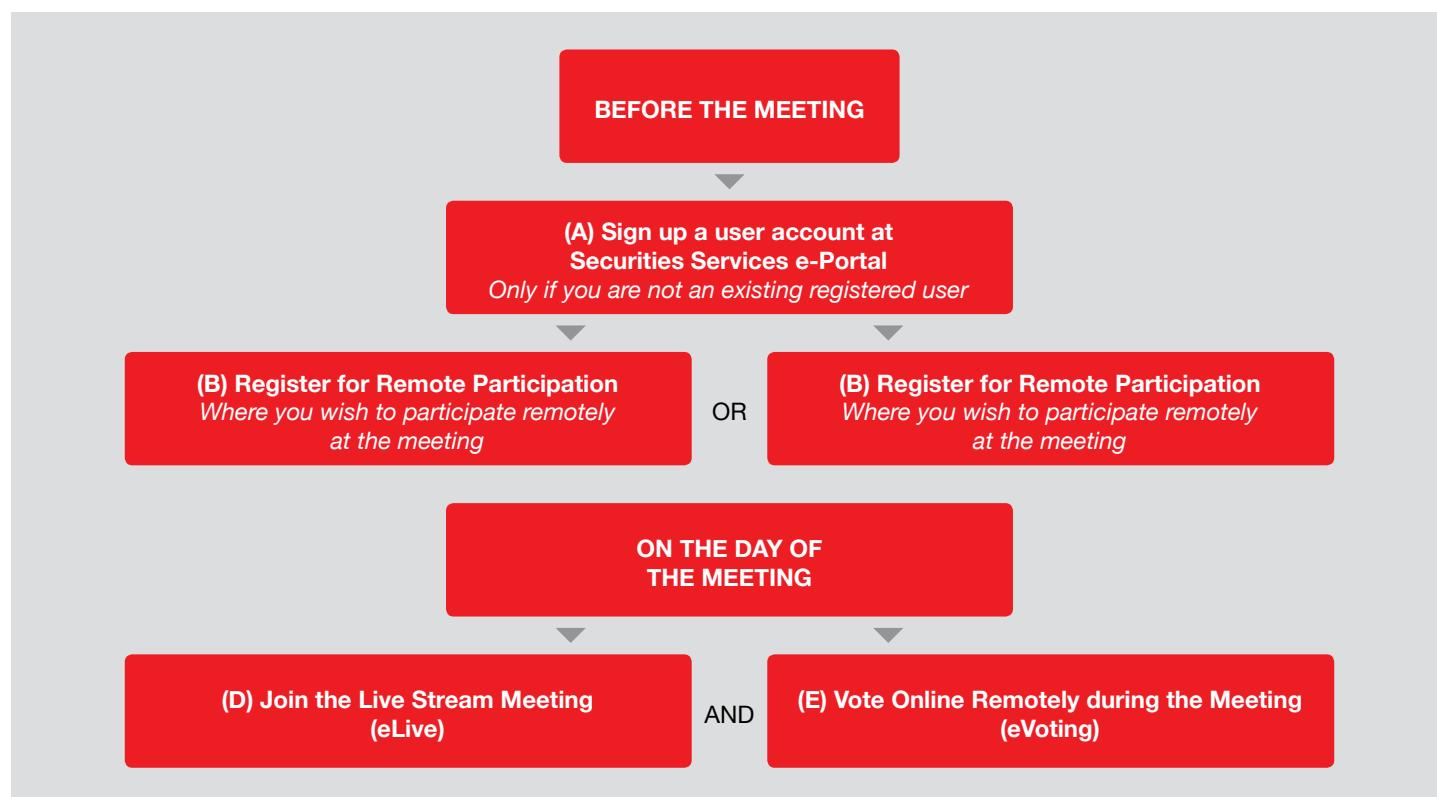 BEFORE THE MEETING
(A) Sign up a user account at
Securities Services e-Portal
Only if you are not an existing registered user
(B) Register for Remote Participation
Where you wish to participate remotely
at the meeting
OR
(B) Register for Remote Participation
Where you wish to participate remotely
at the meeting
ON THE DAY OF
THE MEETING
(D) Join the Live Stream Meeting
(eLive)
AND
(E) Vote Online Remotely during the Meeting
(eVoting)